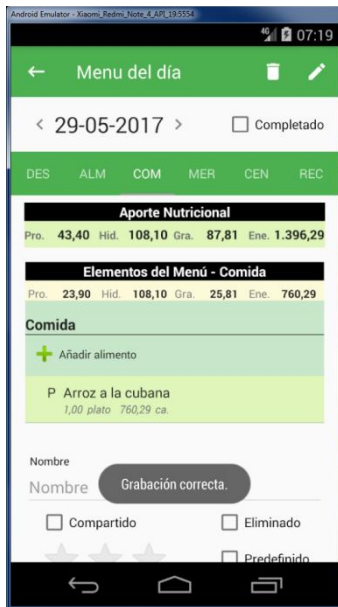 Android Emulator - Xiaomi_Redmi_Note_4_API_19:5554
4G 07:19
Menu del día
29-05-2017 Completado
DES ALM COM MER CEN REC
Aporte Nutricional
Pro. 43,40 Hid. 108,10 Gra. 87,81 Ene. 1.396,29
Elementos del Menú - Comida
Pro. 23,90 Hid. 108,10 Gra. 25,81 Ene. 760,29
Comida
Añadir alimento
P Arroz a la cubana
1,00 plato 760,29 ca.
Nombre
Nombre
Grabación correcta.
Compartido Eliminado
Predefinido